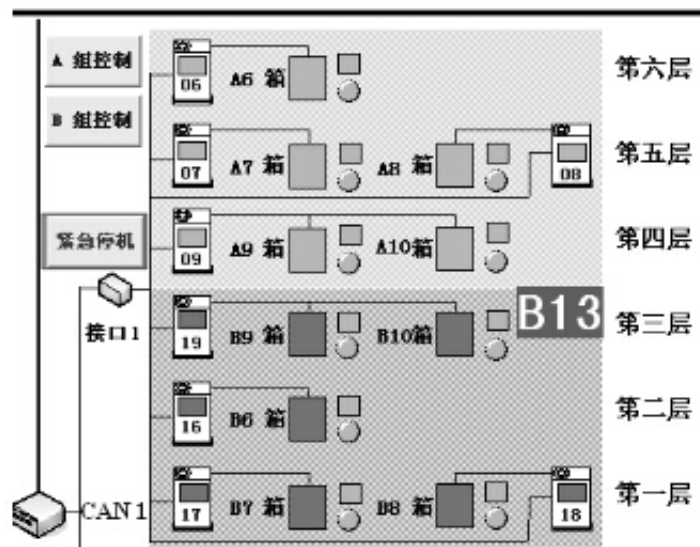 A 组控制
06
A6 箱
第六层
B 组控制
07
A7 箱
A8 箱
08
第五层
紧急停机
09
A9 箱
A10箱
第四层
接口1
19
B9 箱
B10箱
B13
第三层
16
B6 箱
第二层
CAN 1
17
B7 箱
B8 箱
18
第一层